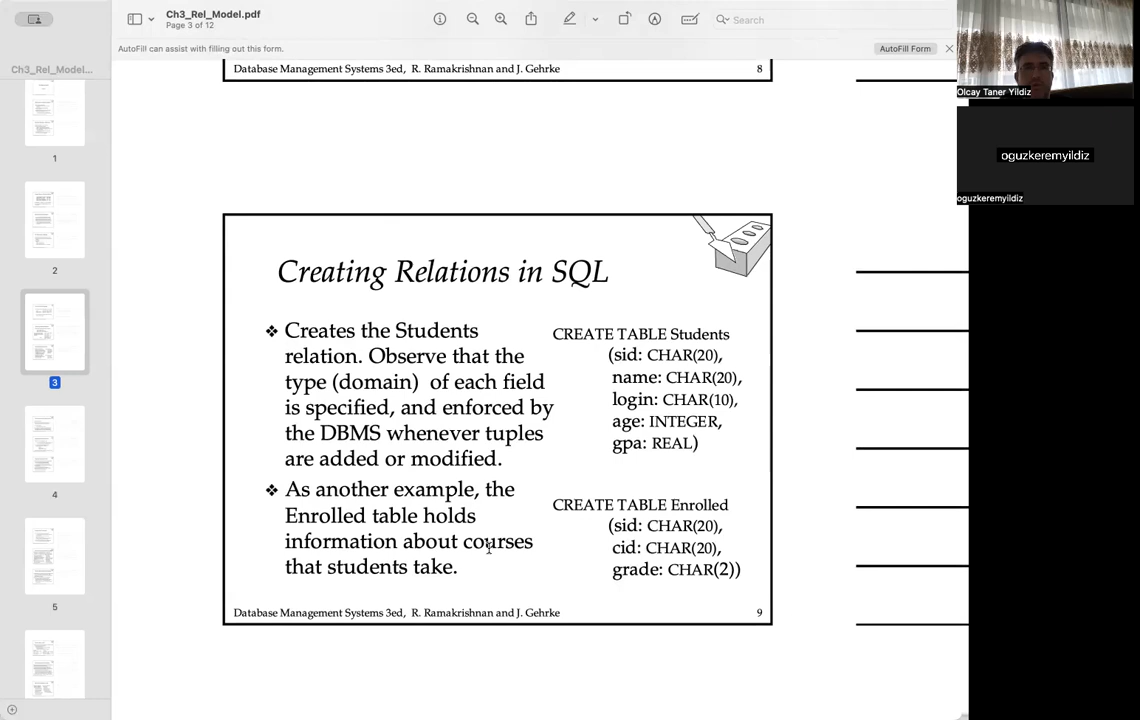 Ch3_Rel_Model.pdf
Page 3 of 12
Search
AutoFill can assist with filling out this form.
AutoFill Form
Ch3_Rel_Model...
1
2
3
4
5
Database Management Systems 3ed, R. Ramakrishnan and J. Gehrke
8
Creating Relations in SQL
❖ Creates the Students
relation. Observe that the
type (domain) of each field
is specified, and enforced by
the DBMS whenever tuples
are added or modified.
❖ As another example, the
Enrolled table holds
information about courses
that students take.
CREATE TABLE Students
(sid: CHAR(20),
name: CHAR(20),
login: CHAR(10),
age: INTEGER,
gpa: REAL)
CREATE TABLE Enrolled
(sid: CHAR(20),
cid: CHAR(20),
grade: CHAR(2))
Database Management Systems 3ed, R. Ramakrishnan and J. Gehrke
9
Olcay Taner Yildiz
oguzkeremyildiz
oguzkeremyildiz